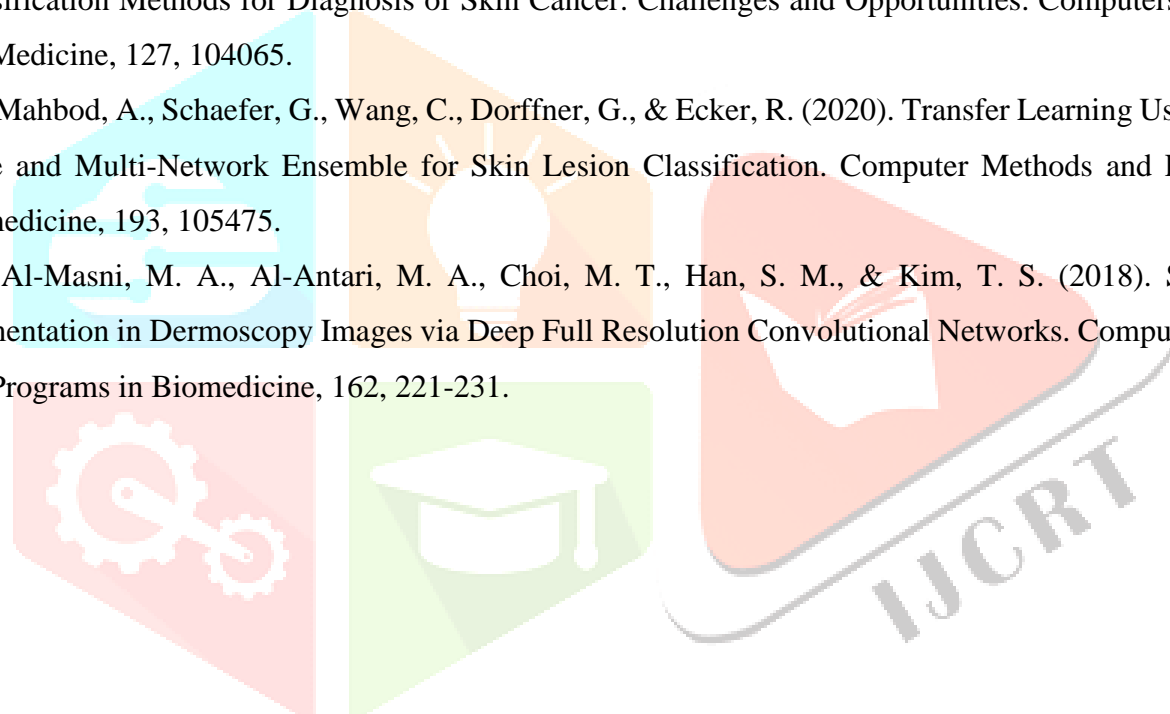 sification Methods for Diagnosis of Skin Cancer: Challenges and Opportunities. Computers
Medicine, 127, 104065.
Mahbod, A., Schaefer, G., Wang, C., Dorffner, G., & Ecker, R. (2020). Transfer Learning Us
e and Multi-Network Ensemble for Skin Lesion Classification. Computer Methods and
medicine, 193, 105475.
Al-Masni, M. A., Al-Antari, M. A., Choi, M. T., Han, S. M., & Kim, T. S. (2018).
mentation in Dermoscopy Images via Deep Full Resolution Convolutional Networks. Compu
Programs in Biomedicine, 162, 221-231.
IJCRT